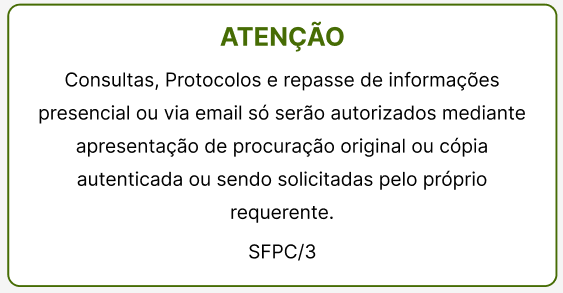 ATENÇÃO
Consultas, Protocolos e repasse de informações
presencial ou via email só serão autorizados mediante
apresentação de procuração original ou cópia
autenticada ou sendo solicitadas pelo próprio
requerente.
SFPC/3